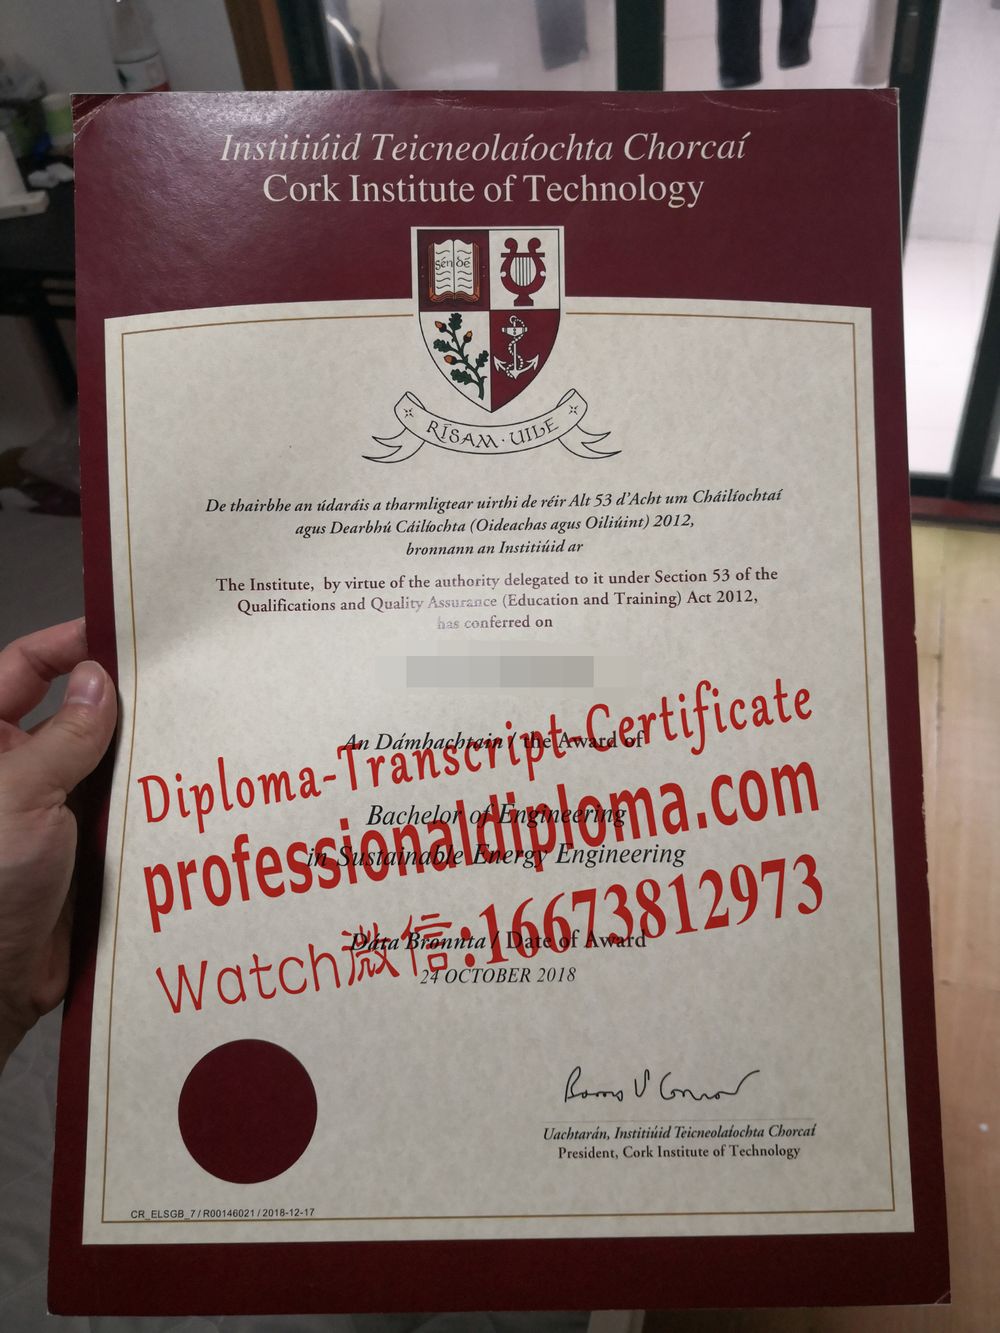 Institiúid Teicneolaíochta Chorcaí
Cork Institute of Technology
sén dé
RÍSAM · UILE
De thairbhe an údaráis a tharmligtear uirthi de réir Alt 53 d'Acht um Cháilíochtaí
agus Dearbhú Cáilíochta (Oideachas agus Oiliúint) 2012,
bronnann an Institiúid ar
The Institute, by virtue of the authority delegated to it under Section 53 of the
Qualifications and Quality Assurance (Education and Training) Act 2012,
has conferred on
An Dámhachtain / the Award of
Diploma-Transcript-Certificate
Bachelor of Engineering
professionaldiploma.com
in Sustainable Energy Engineering
Watch微信:16673812973
Dáta Bronnta / Date of Award
24 OCTOBER 2018
Uachtarán, Institiúid Teicneolaíochta Chorcaí
President, Cork Institute of Technology
CR_ELSGB_7 / R00146021 / 2018-12-17